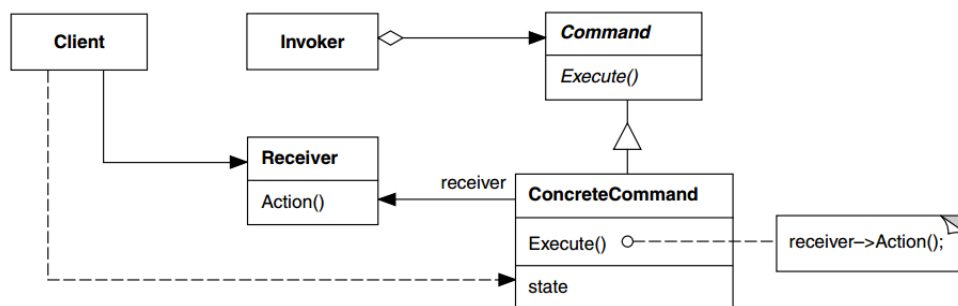 Client
Invoker
Command
Execute()
Receiver
Action()
receiver
ConcreteCommand
Execute()
receiver–>Action();
state